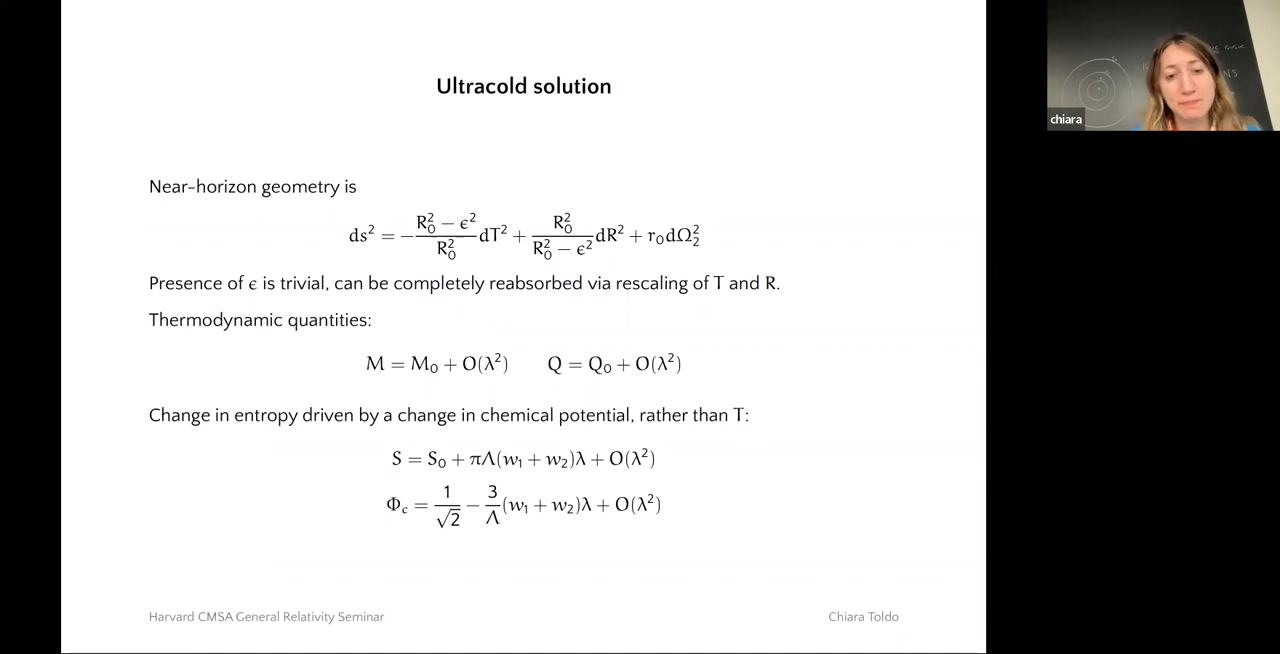 Ultracold solution
Near-horizon geometry is
ds² = −(R₀² − ϵ²)/R₀² dT² + R₀²/(R₀² − ϵ²) dR² + r₀dΩ₂²
Presence of ϵ is trivial, can be completely reabsorbed via rescaling of T and R.
Thermodynamic quantities:
M = M₀ + O(λ²) Q = Q₀ + O(λ²)
Change in entropy driven by a change in chemical potential, rather than T:
S = S₀ + πΛ(w₁ + w₂)λ + O(λ²)
Φ_c = 1/√2 − 3/Λ (w₁ + w₂)λ + O(λ²)
Harvard CMSA General Relativity Seminar
Chiara Toldo
chiara